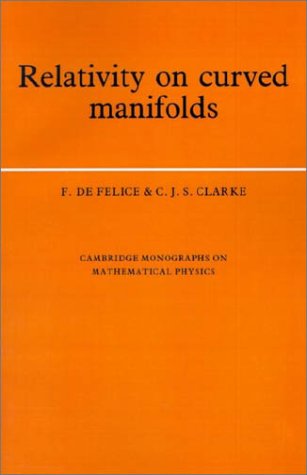 Relativity on curved
manifolds
F. DE FELICE & C. J. S. CLARKE
CAMBRIDGE MONOGRAPHS ON
MATHEMATICAL PHYSICS